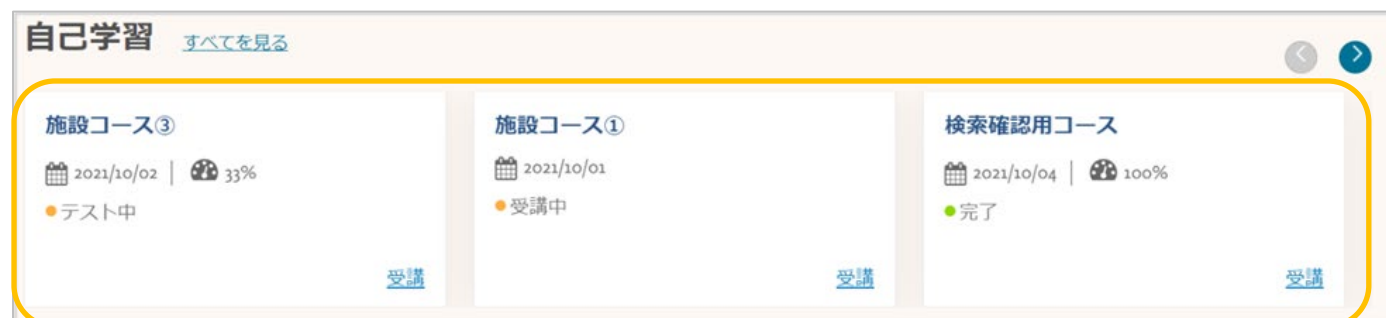 自己学習 すべてを見る
施設コース③
2021/10/02 | 33%
●テスト中
受講
施設コース①
2021/10/01
●受講中
受講
検索確認用コース
2021/10/04 | 100%
●完了
受講